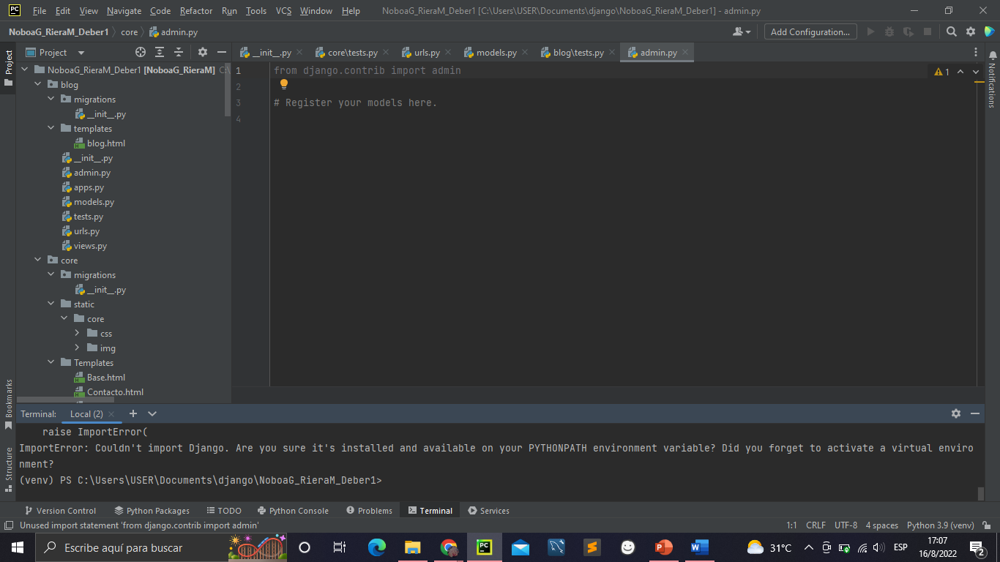 PC File Edit View Navigate Code Refactor Run Tools VCS Window Help NoboaG_RieraM_Deber1 [C:\Users\USER\Documents\django\NoboaG_RieraM_Deber1] - admin.py
NoboaG_RieraM_Deber1 core admin.py Add Configuration...
Project
Project
__init__.py core\tests.py urls.py models.py blog\tests.py admin.py
NoboaG_RieraM_Deber1 [NoboaG_RieraM] C:\
blog
migrations
__init__.py
templates
blog.html
__init__.py
admin.py
apps.py
models.py
tests.py
urls.py
views.py
core
migrations
__init__.py
static
core
css
img
Templates
Base.html
Contacto.html
1 from django.contrib import admin
2
3 # Register your models here.
4
1
Notifications
Bookmarks
Structure
Terminal: Local (2)
raise ImportError(
ImportError: Couldn't import Django. Are you sure it's installed and available on your PYTHONPATH environment variable? Did you forget to activate a virtual enviro
nment?
(venv) PS C:\Users\USER\Documents\django\NoboaG_RieraM_Deber1>
Version Control Python Packages TODO Python Console Problems Terminal Services
Unused import statement 'from django.contrib import admin' 1:1 CRLF UTF-8 4 spaces Python 3.9 (venv)
Escribe aquí para buscar
PC
P
W
31°C
ESP
17:07
16/8/2022
2